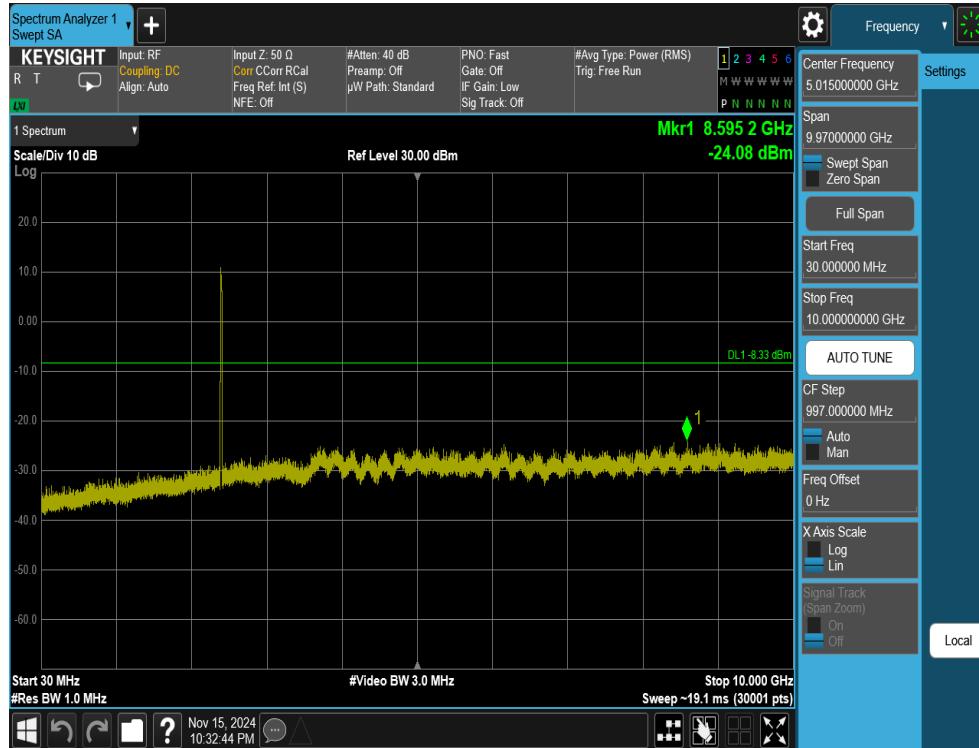 Spectrum Analyzer 1
Swept SA
Frequency
KEYSIGHT
R T
LXI
Input: RF
Coupling: DC
Align: Auto
Input Z: 50 Ω
Corr CCorr RCal
Freq Ref: Int (S)
NFE: Off
#Atten: 40 dB
Preamp: Off
µW Path: Standard
PNO: Fast
Gate: Off
IF Gain: Low
Sig Track: Off
#Avg Type: Power (RMS)
Trig: Free Run
1 2 3 4 5 6
M W W W W W
P N N N N N
1 Spectrum
Scale/Div 10 dB
Log
Ref Level 30.00 dBm
Mkr1 8.595 2 GHz
-24.08 dBm
20.0
10.0
0.00
-10.0
-20.0
-30.0
-40.0
-50.0
-60.0
DL1 -8.33 dBm
1
Start 30 MHz
#Res BW 1.0 MHz
#Video BW 3.0 MHz
Stop 10.000 GHz
Sweep ~19.1 ms (30001 pts)
Center Frequency
5.015000000 GHz
Settings
Span
9.97000000 GHz
Swept Span
Zero Span
Full Span
Start Freq
30.000000 MHz
Stop Freq
10.000000000 GHz
AUTO TUNE
CF Step
997.000000 MHz
Auto
Man
Freq Offset
0 Hz
X Axis Scale
Log
Lin
Signal Track
(Span Zoom)
On
Off
Local
?
Nov 15, 2024
10:32:44 PM